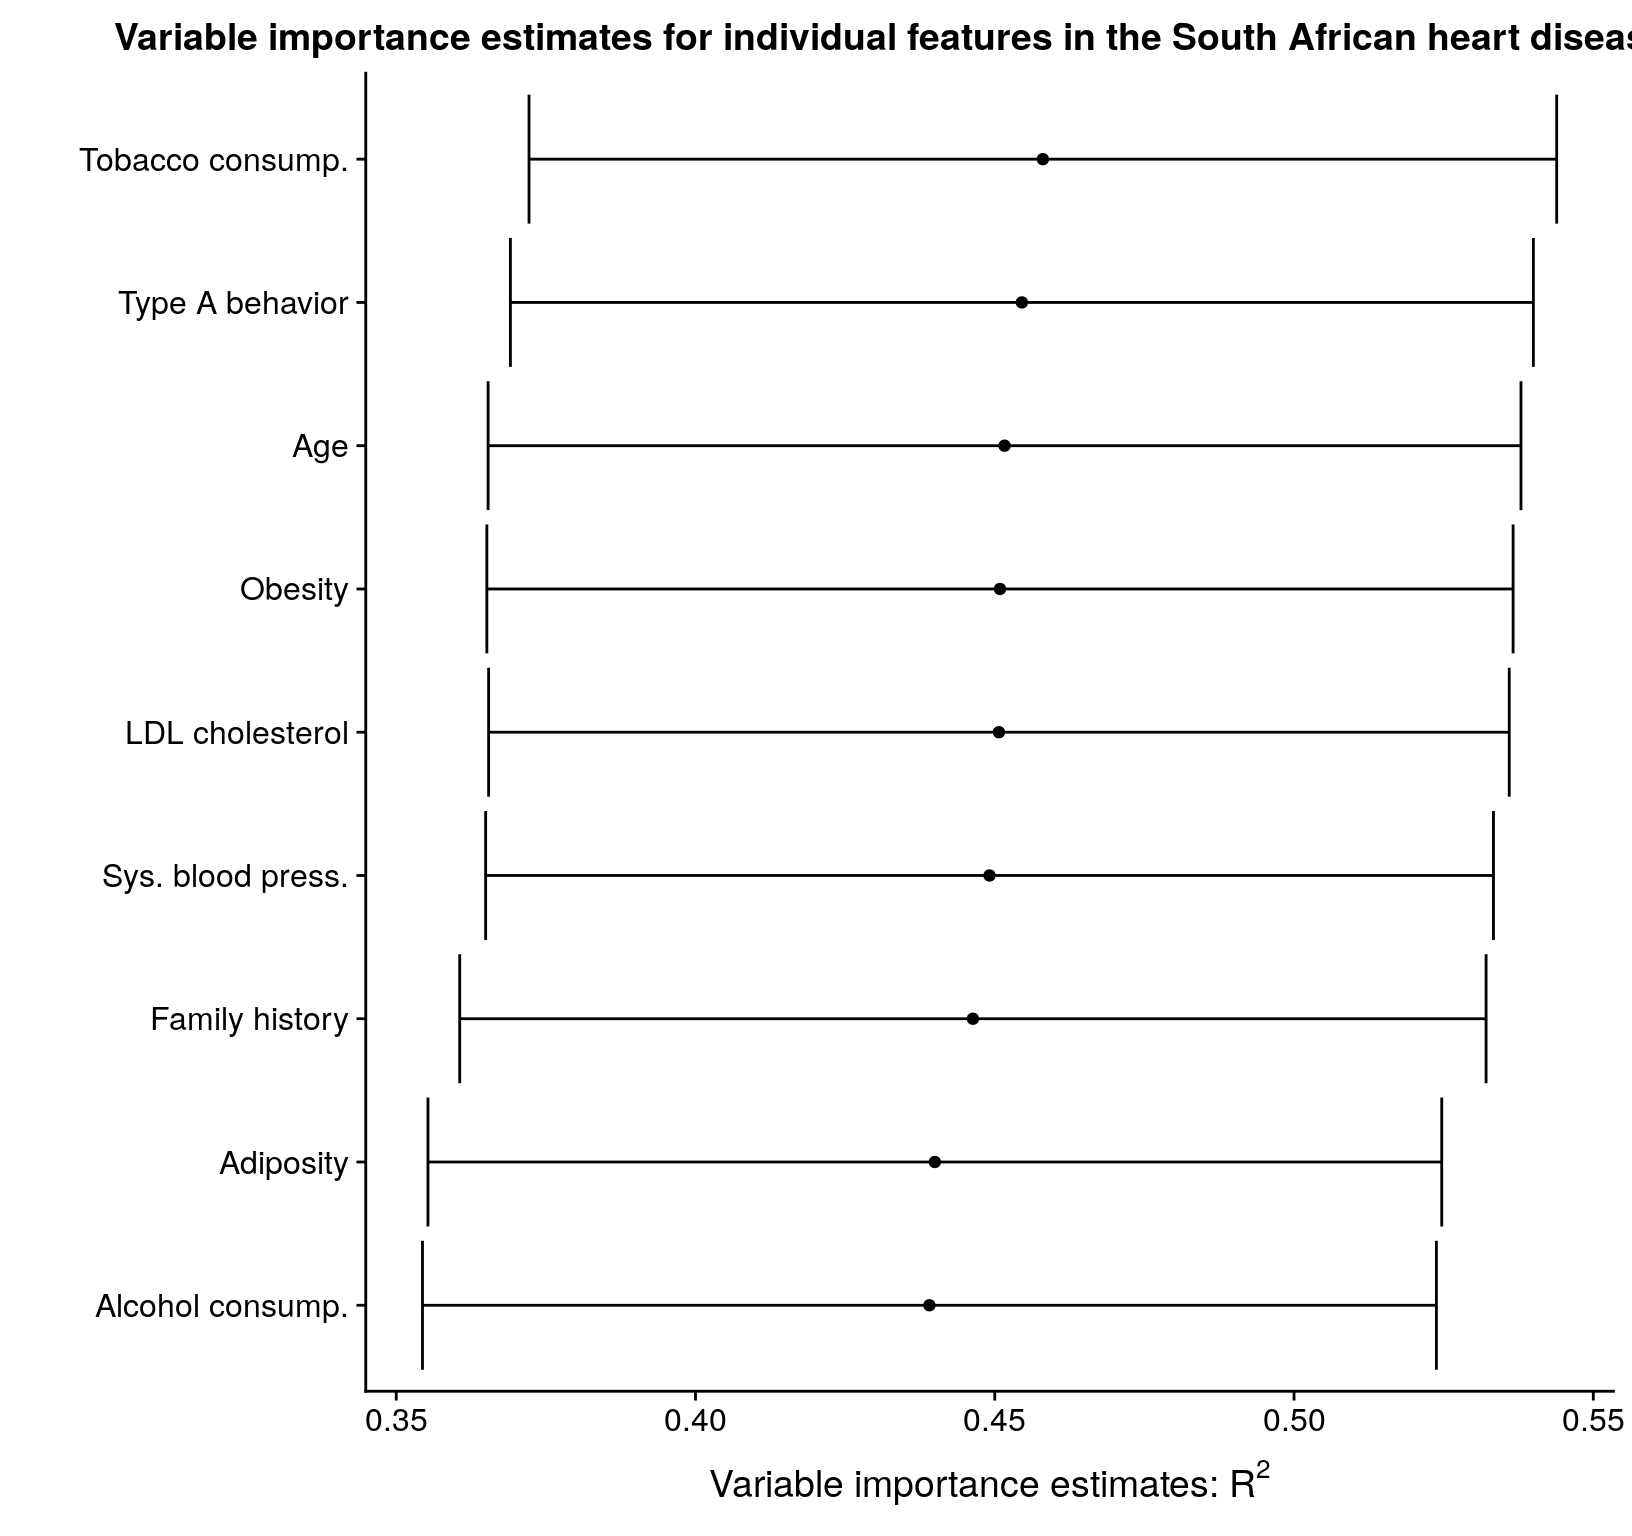 Variable importance estimates for individual features in the South African heart
Tobacco consump.
Type A behavior
Age
Obesity
LDL cholesterol
Sys. blood press.
Family history
Adiposity
Alcohol consump.
0.35 0.40 0.45 0.50 0.55
Variable importance estimates: R²